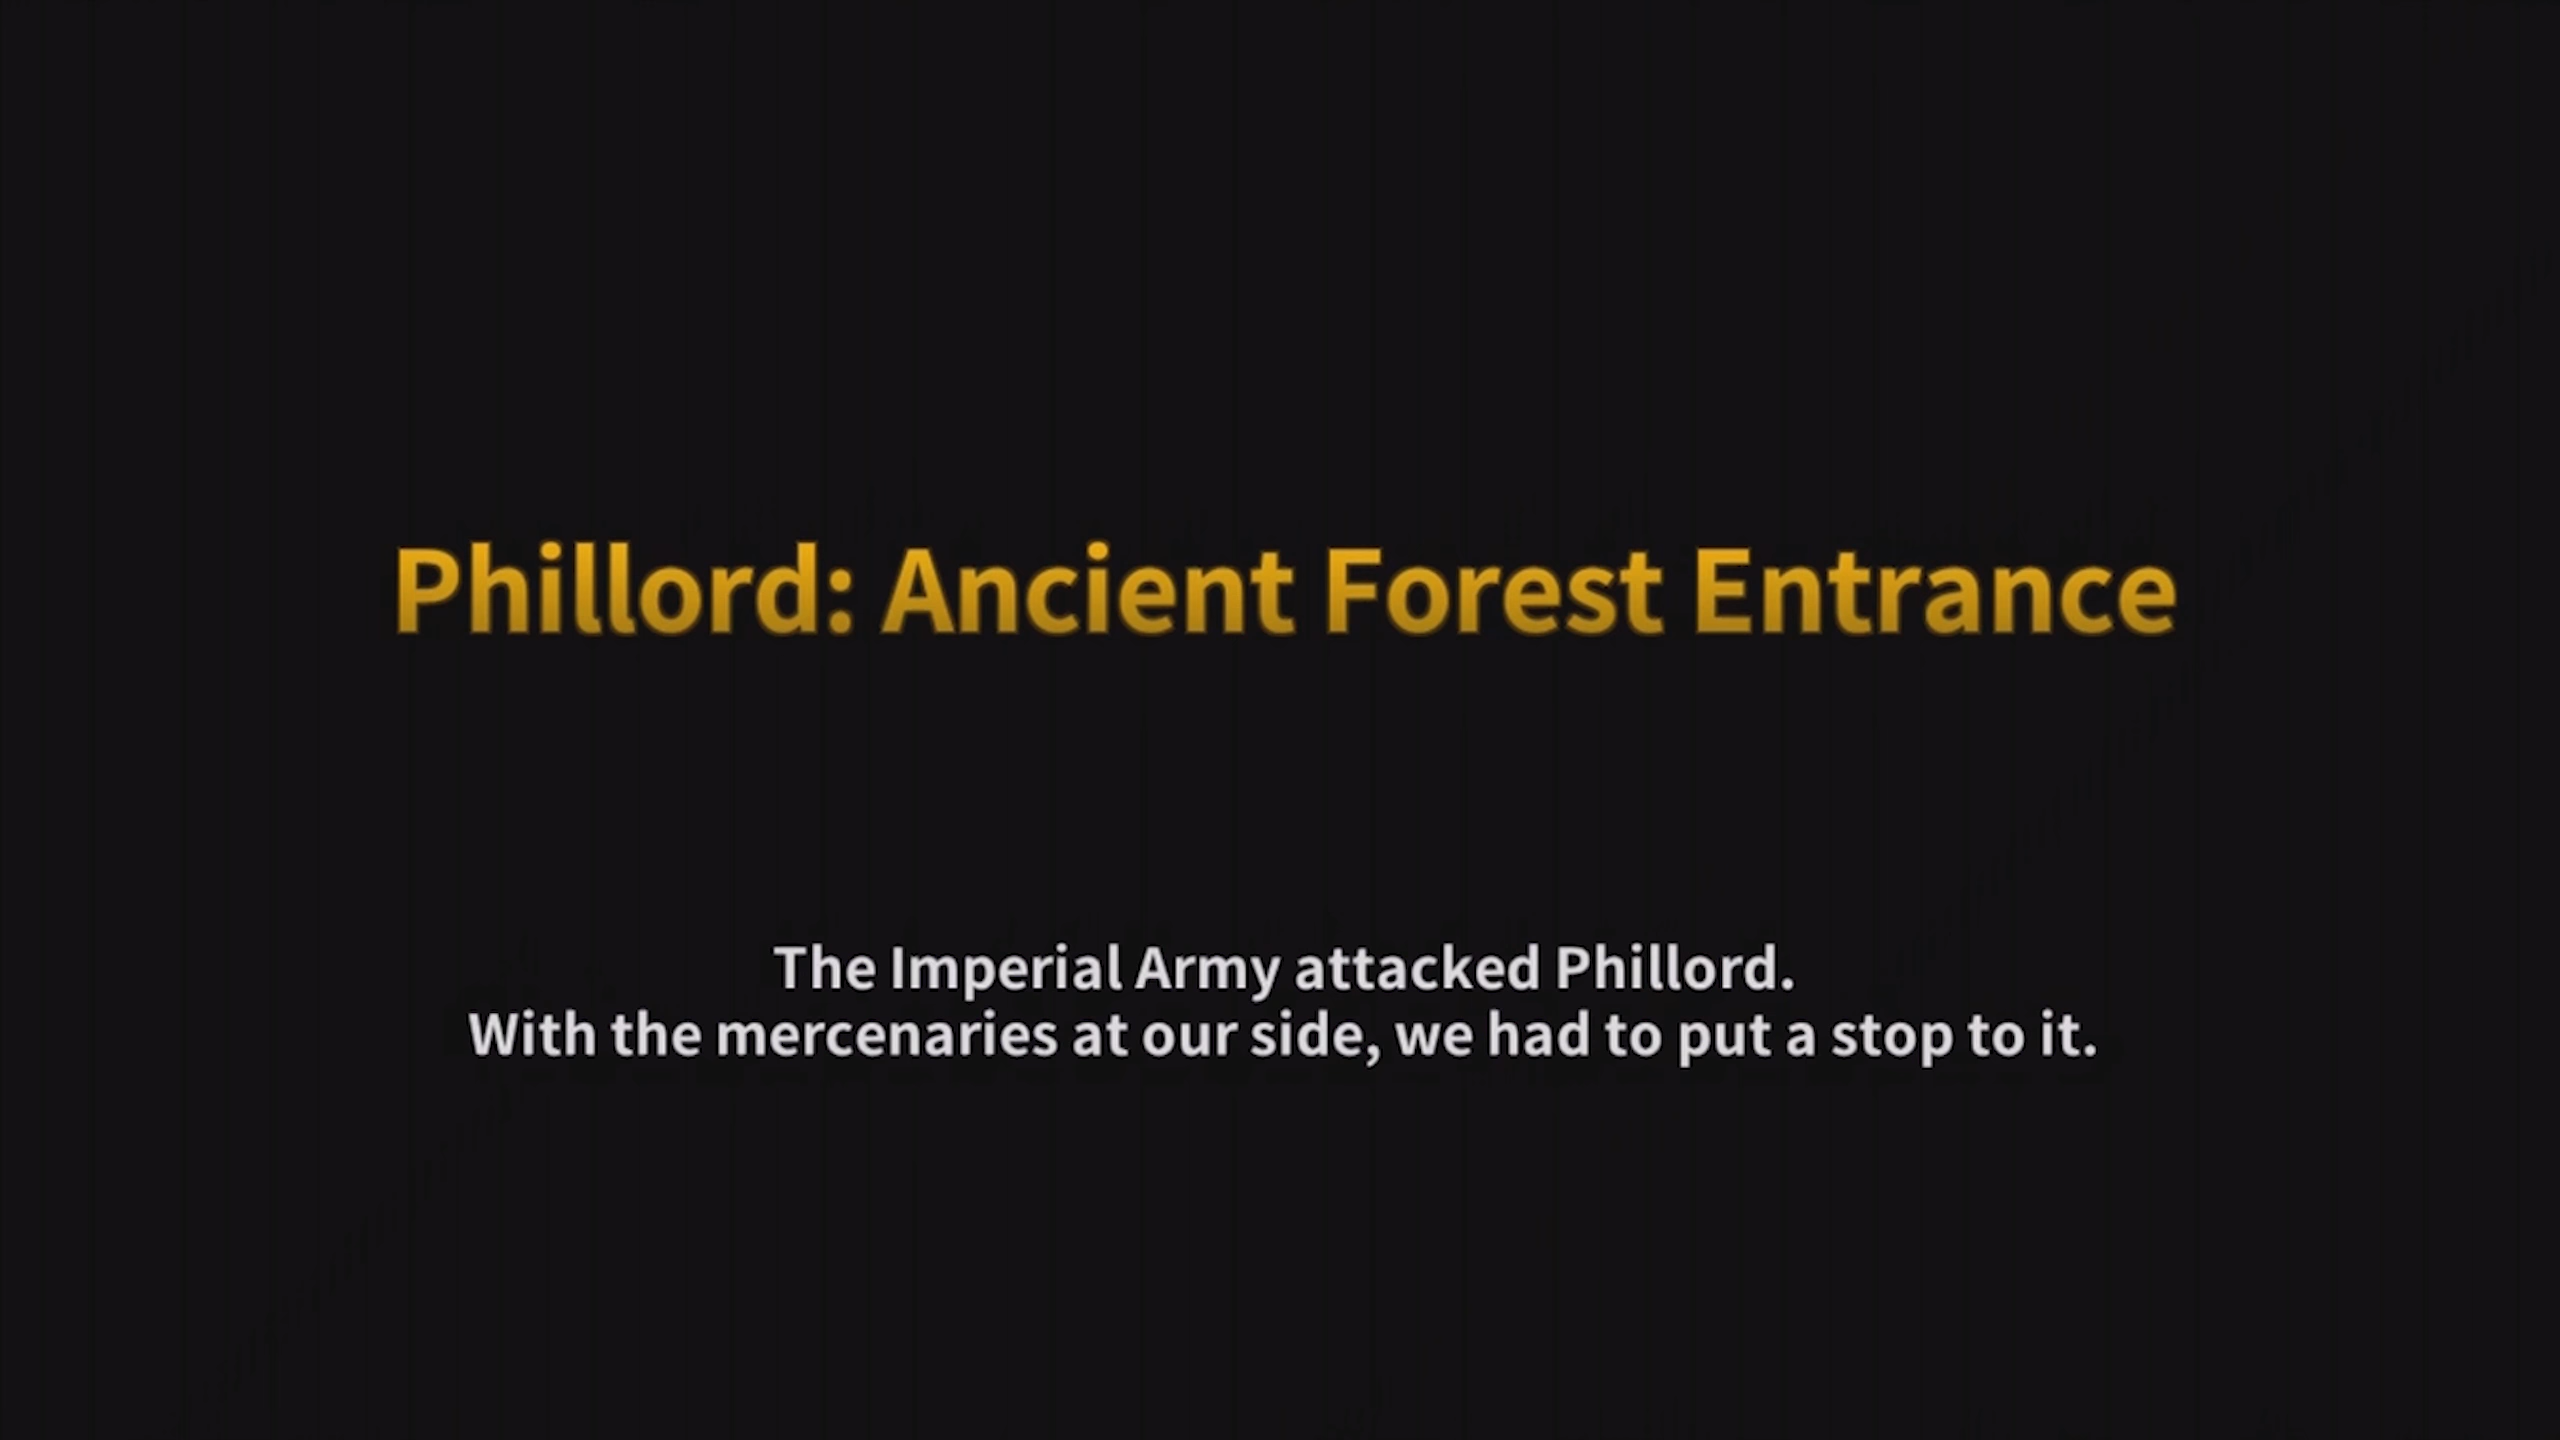 Phillord: Ancient Forest Entrance
The Imperial Army attacked Phillord.
With the mercenaries at our side, we had to put a stop to it.